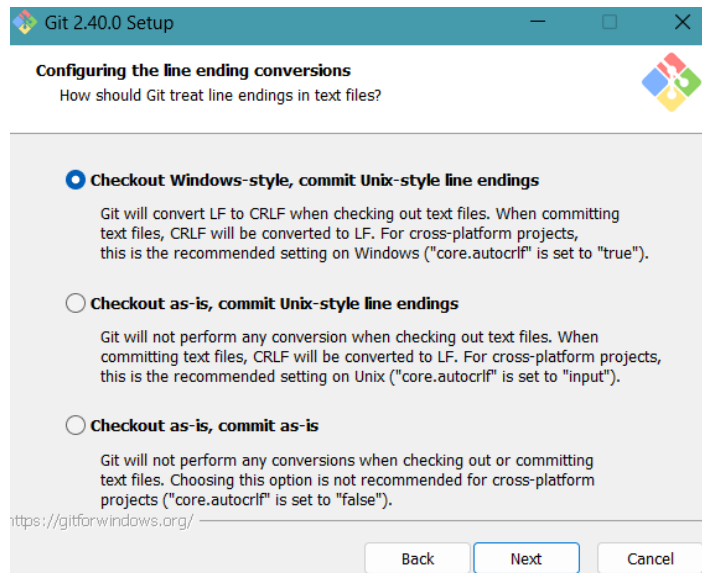 Git 2.40.0 Setup
Configuring the line ending conversions
How should Git treat line endings in text files?
Checkout Windows-style, commit Unix-style line endings
Git will convert LF to CRLF when checking out text files. When committing
text files, CRLF will be converted to LF. For cross-platform projects,
this is the recommended setting on Windows ("core.autocrlf" is set to "true").
Checkout as-is, commit Unix-style line endings
Git will not perform any conversion when checking out text files. When
committing text files, CRLF will be converted to LF. For cross-platform projects,
this is the recommended setting on Unix ("core.autocrlf" is set to "input").
Checkout as-is, commit as-is
Git will not perform any conversions when checking out or committing
text files. Choosing this option is not recommended for cross-platform
projects ("core.autocrlf" is set to "false").
https://gitforwindows.org/
Back Next Cancel